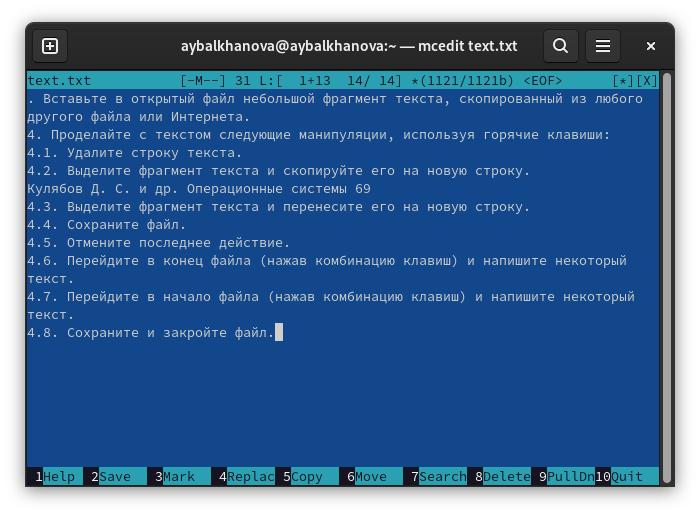 aybalkhanova@aybalkhanova:~ — mcedit text.txt
text.txt [-M--] 31 L:[ 1+13 14/ 14] *(1121/1121b) <EOF> [*][X]
. Вставьте в открытый файл небольшой фрагмент текста, скопированный из любого
другого файла или Интернета.
4. Проделайте с текстом следующие манипуляции, используя горячие клавиши:
4.1. Удалите строку текста.
4.2. Выделите фрагмент текста и скопируйте его на новую строку.
Кулябов Д. С. и др. Операционные системы 69
4.3. Выделите фрагмент текста и перенесите его на новую строку.
4.4. Сохраните файл.
4.5. Отмените последнее действие.
4.6. Перейдите в конец файла (нажав комбинацию клавиш) и напишите некоторый
текст.
4.7. Перейдите в начало файла (нажав комбинацию клавиш) и напишите некоторый
текст.
4.8. Сохраните и закройте файл.
1Help 2Save 3Mark 4Replac 5Copy 6Move 7Search 8Delete 9PullDn 10Quit